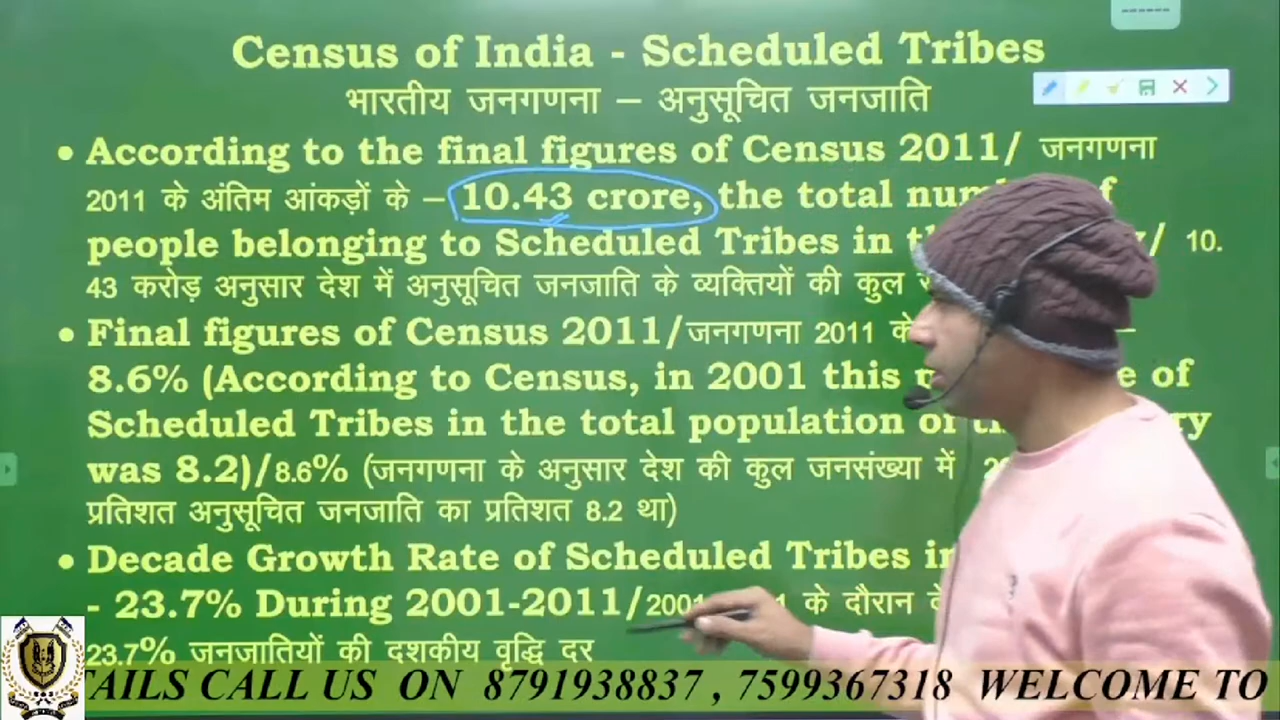 Census of India - Scheduled Tribes
भारतीय जनगणना – अनुसूचित जनजाति
• According to the final figures of Census 2011/ जनगणना
2011 के अंतिम आंकड़ों के – 10.43 crore, the total
people belonging to Scheduled Tribes in / 10.
43 करोड़ अनुसार देश में अनुसूचित जनजाति के व्यक्तियों की कुल
• Final figures of Census 2011/जनगणना 2011 के –
8.6% (According to Census, in 2001 this of
Scheduled Tribes in the total population of
was 8.2)/8.6% (जनगणना के अनुसार देश की कुल जनसंख्या में
प्रतिशत अनुसूचित जनजाति का प्रतिशत 8.2 था)
• Decade Growth Rate of Scheduled Tribes
- 23.7% During 2001-2011/ के दौरान
23.7% जनजातियों की दशकीय वृद्धि दर
CALL US ON 8791938837 , 7599367318 WELCOME TO